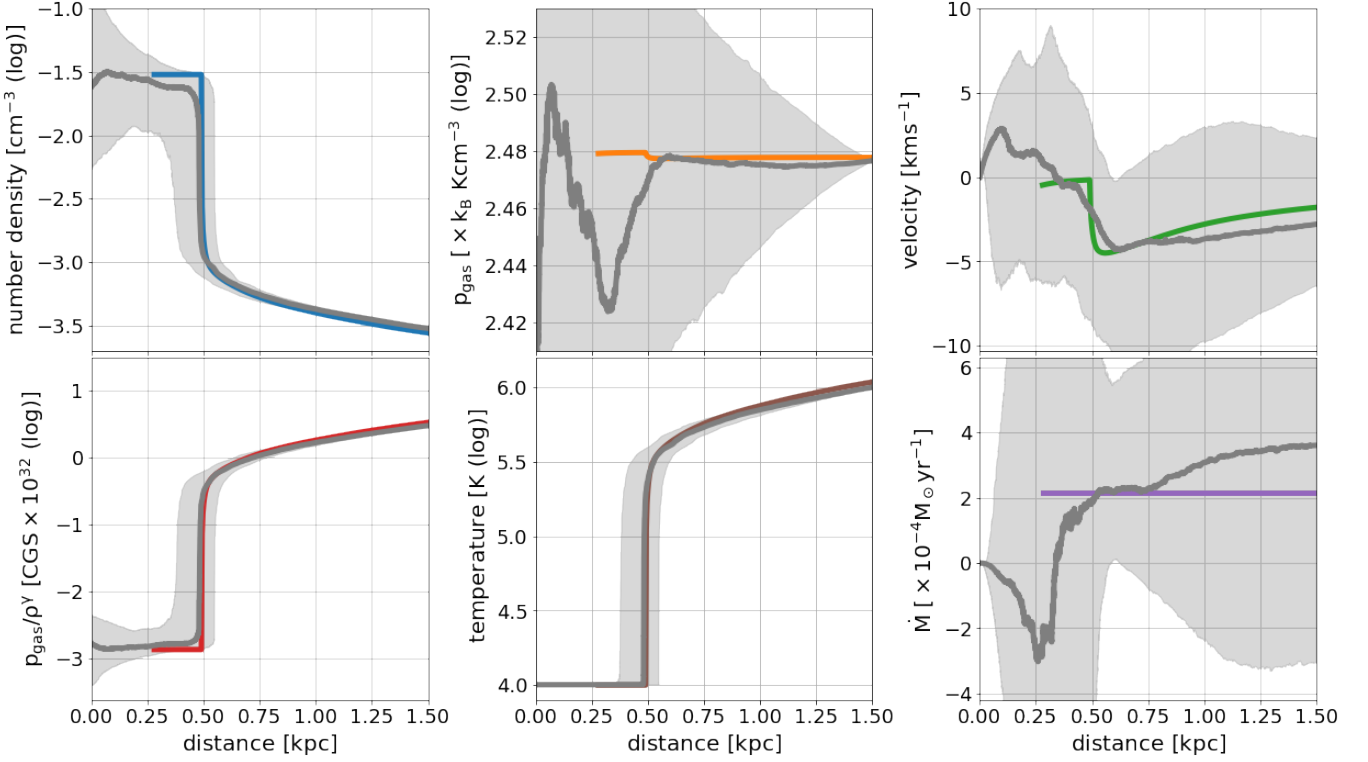 number density [cm⁻³ (log)]
−1.0
−1.5
−2.0
−2.5
−3.0
−3.5
p_gas [ × k_B Kcm⁻³ (log)]
2.52
2.50
2.48
2.46
2.44
2.42
velocity [kms⁻¹]
10
5
0
−5
−10
p_gas/ρ^γ [CGS × 10³² (log)]
1
0
−1
−2
−3
0.00 0.25 0.50 0.75 1.00 1.25 1.50
distance [kpc]
temperature [K (log)]
6.0
5.5
5.0
4.5
4.0
0.00 0.25 0.50 0.75 1.00 1.25 1.50
distance [kpc]
Ṁ [ × 10⁻⁴M_⊙yr⁻¹]
6
4
2
0
−2
−4
0.00 0.25 0.50 0.75 1.00 1.25 1.50
distance [kpc]